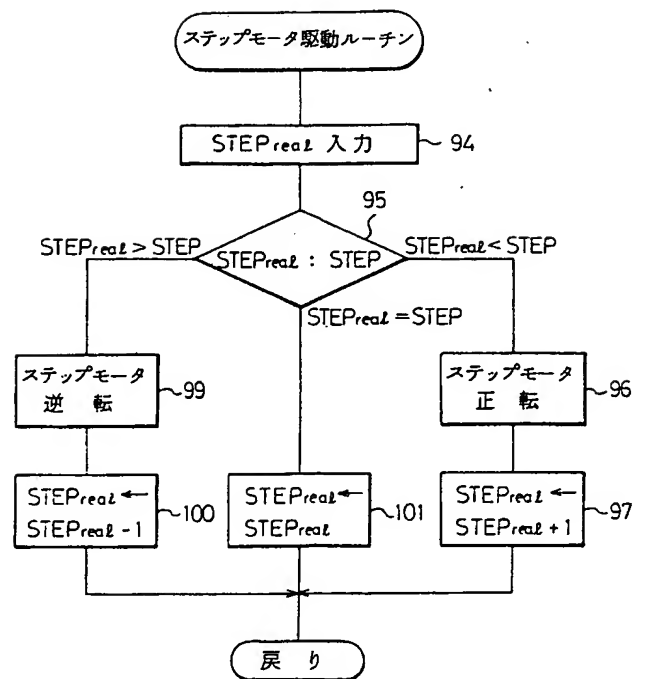 ステップモータ駆動ルーチン
STEPreal 入力
94
95
STEPreal > STEP
STEPreal : STEP
STEPreal < STEP
STEPreal = STEP
ステップモータ
逆 転
99
ステップモータ
正 転
96
STEPreal ←
STEPreal - 1
100
STEPreal ←
STEPreal
101
STEPreal ←
STEPreal + 1
97
戻 り